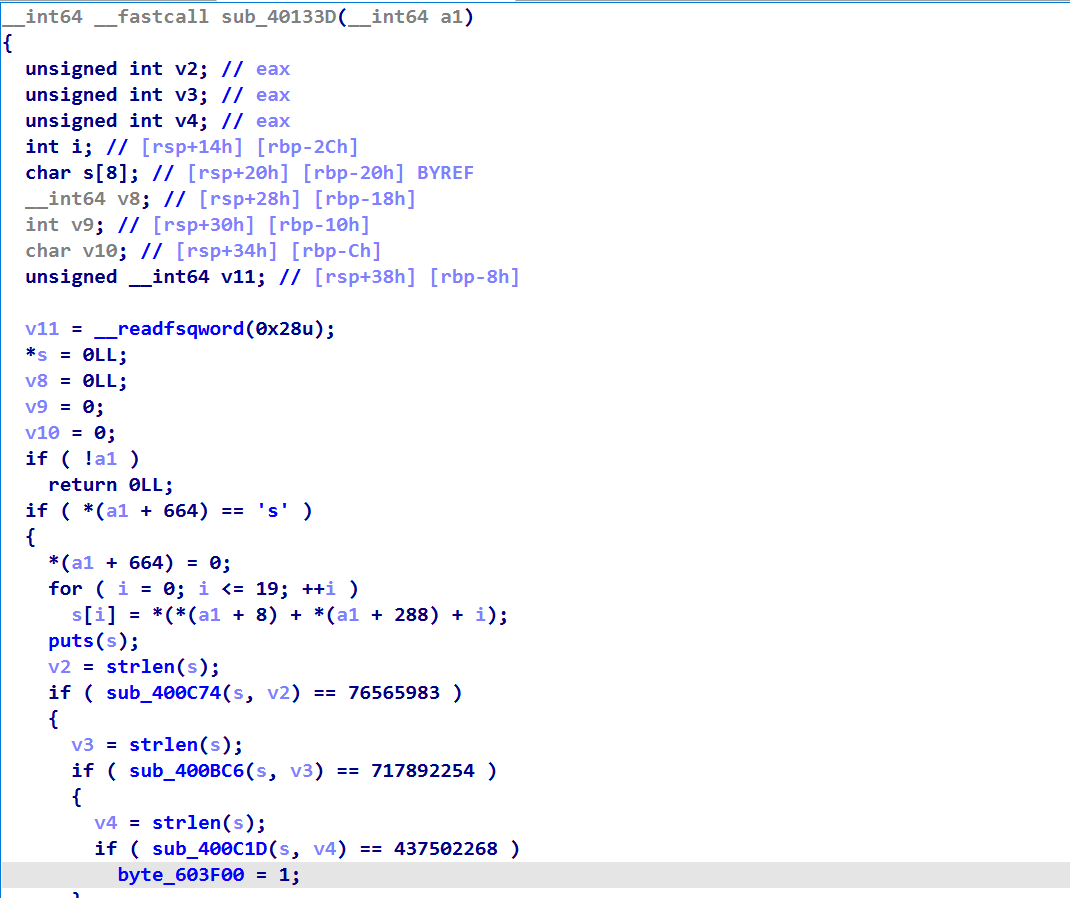 __int64 __fastcall sub_40133D(__int64 a1)
{
  unsigned int v2; // eax
  unsigned int v3; // eax
  unsigned int v4; // eax
  int i; // [rsp+14h] [rbp-2Ch]
  char s[8]; // [rsp+20h] [rbp-20h] BYREF
  __int64 v8; // [rsp+28h] [rbp-18h]
  int v9; // [rsp+30h] [rbp-10h]
  char v10; // [rsp+34h] [rbp-Ch]
  unsigned __int64 v11; // [rsp+38h] [rbp-8h]

  v11 = __readfsqword(0x28u);
  *s = 0LL;
  v8 = 0LL;
  v9 = 0;
  v10 = 0;
  if ( !a1 )
    return 0LL;
  if ( *(a1 + 664) == 's' )
  {
    *(a1 + 664) = 0;
    for ( i = 0; i <= 19; ++i )
      s[i] = *(*(a1 + 8) + *(a1 + 288) + i);
    puts(s);
    v2 = strlen(s);
    if ( sub_400C74(s, v2) == 76565983 )
    {
      v3 = strlen(s);
      if ( sub_400BC6(s, v3) == 717892254 )
      {
        v4 = strlen(s);
        if ( sub_400C1D(s, v4) == 437502268 )
          byte_603F00 = 1;